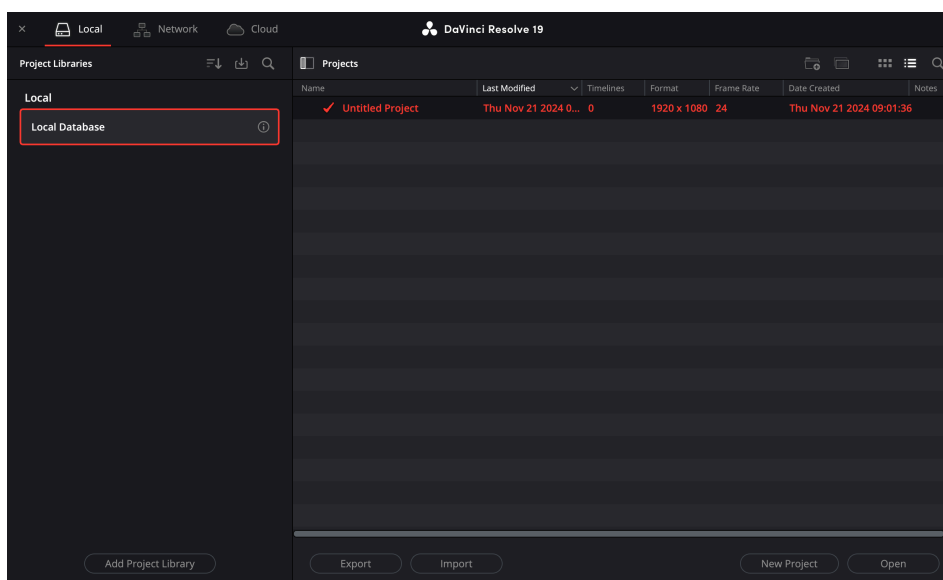 Local Network Cloud DaVinci Resolve 19
Project Libraries Projects
Name Last Modified Timelines Format Frame Rate Date Created Notes
Local
Untitled Project Thu Nov 21 2024 0... 0 1920 x 1080 24 Thu Nov 21 2024 09:01:36
Local Database
Add Project Library Export Import New Project Open